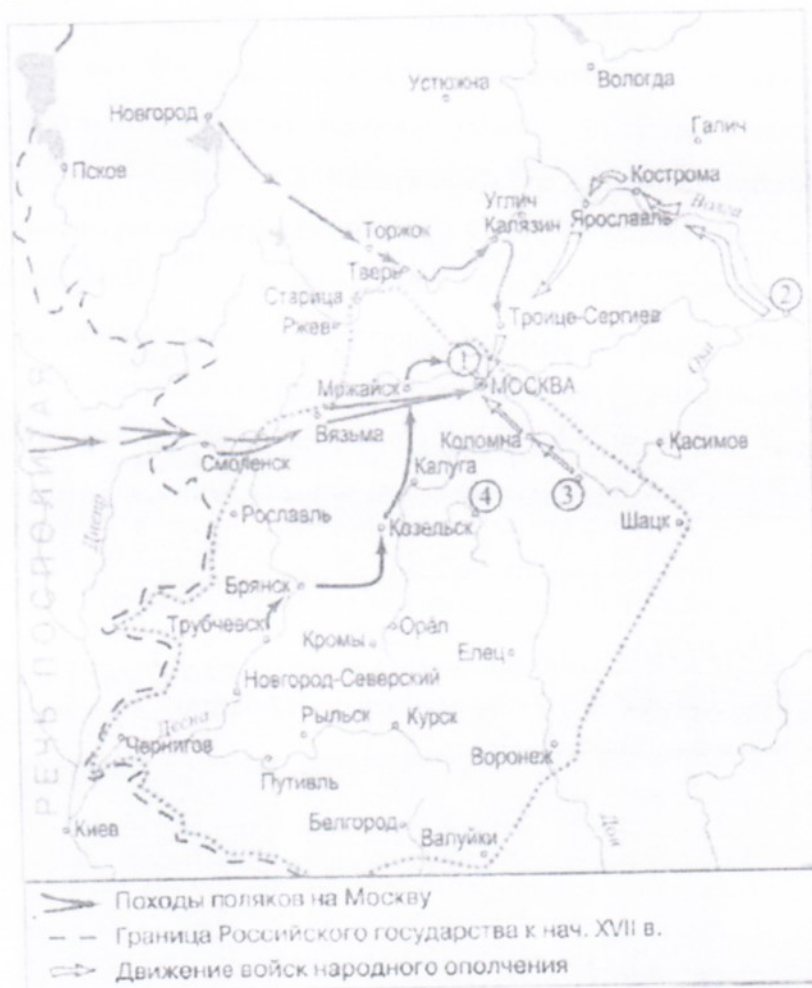 Устюжна
Вологда
Новгород
Галич
Псков
Кострома
Углич
Волга
Калязин
Ярославль
Торжок
Тверь
2
Старица
Троице-Сергиев
Ржев
Ока
1
Мржайск
МОСКВА
Вязьма
Коломна
Касимов
Смоленск
Калуга
4
3
Днепр
Рославль
Козельск
Шацк
РЕЧЬ ПОСПОЛИТАЯ
Брянск
Трубчевск
Орёл
Кромы
Елец
Новгород-Северский
Десна
Рыльск
Курск
Чернигов
Воронеж
Путивль
Белгород
Дон
Киев
Валуйки
Походы поляков на Москву
Граница Российского государства к нач. XVII в.
Движение войск народного ополчения